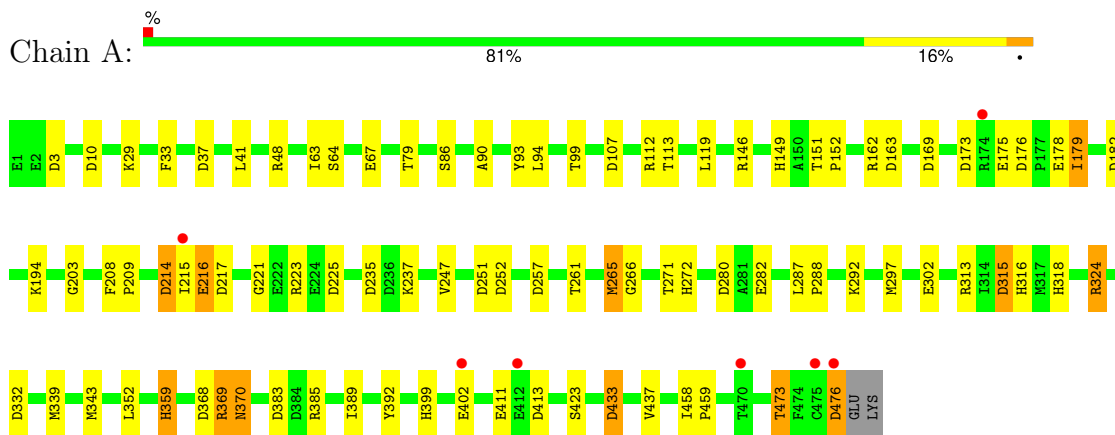 %
Chain A:
81% 16% •
E1 E2 D3 D10 K29 F33 D37 L41 R48 I63 S64 E67 T79 S86 A90 Y93 L94 T99 D107 R112 T113 L119 R146 H149 A150 T151 P152 R162 D163 D169 D173 R174 E175 D176 P177 E178 I179
K194 G203 F208 P209 D214 I215 E216 D217 G221 E222 R223 E224 D225 D235 D236 K237 V247 D251 D252 D257 T261 M265 G266 T271 H272 D280 A281 E282 L287 P288 K292 M297 E302 R313 I314 D315 H316 M317 H318 R324
D332 M339 M343 L352 H359 D368 R369 N370 D383 D384 R385 I389 Y392 H399 E402 E411 E412 D413 S423 D433 V437 I458 P459 T470 T473 F474 C475 D476 GLU LYS